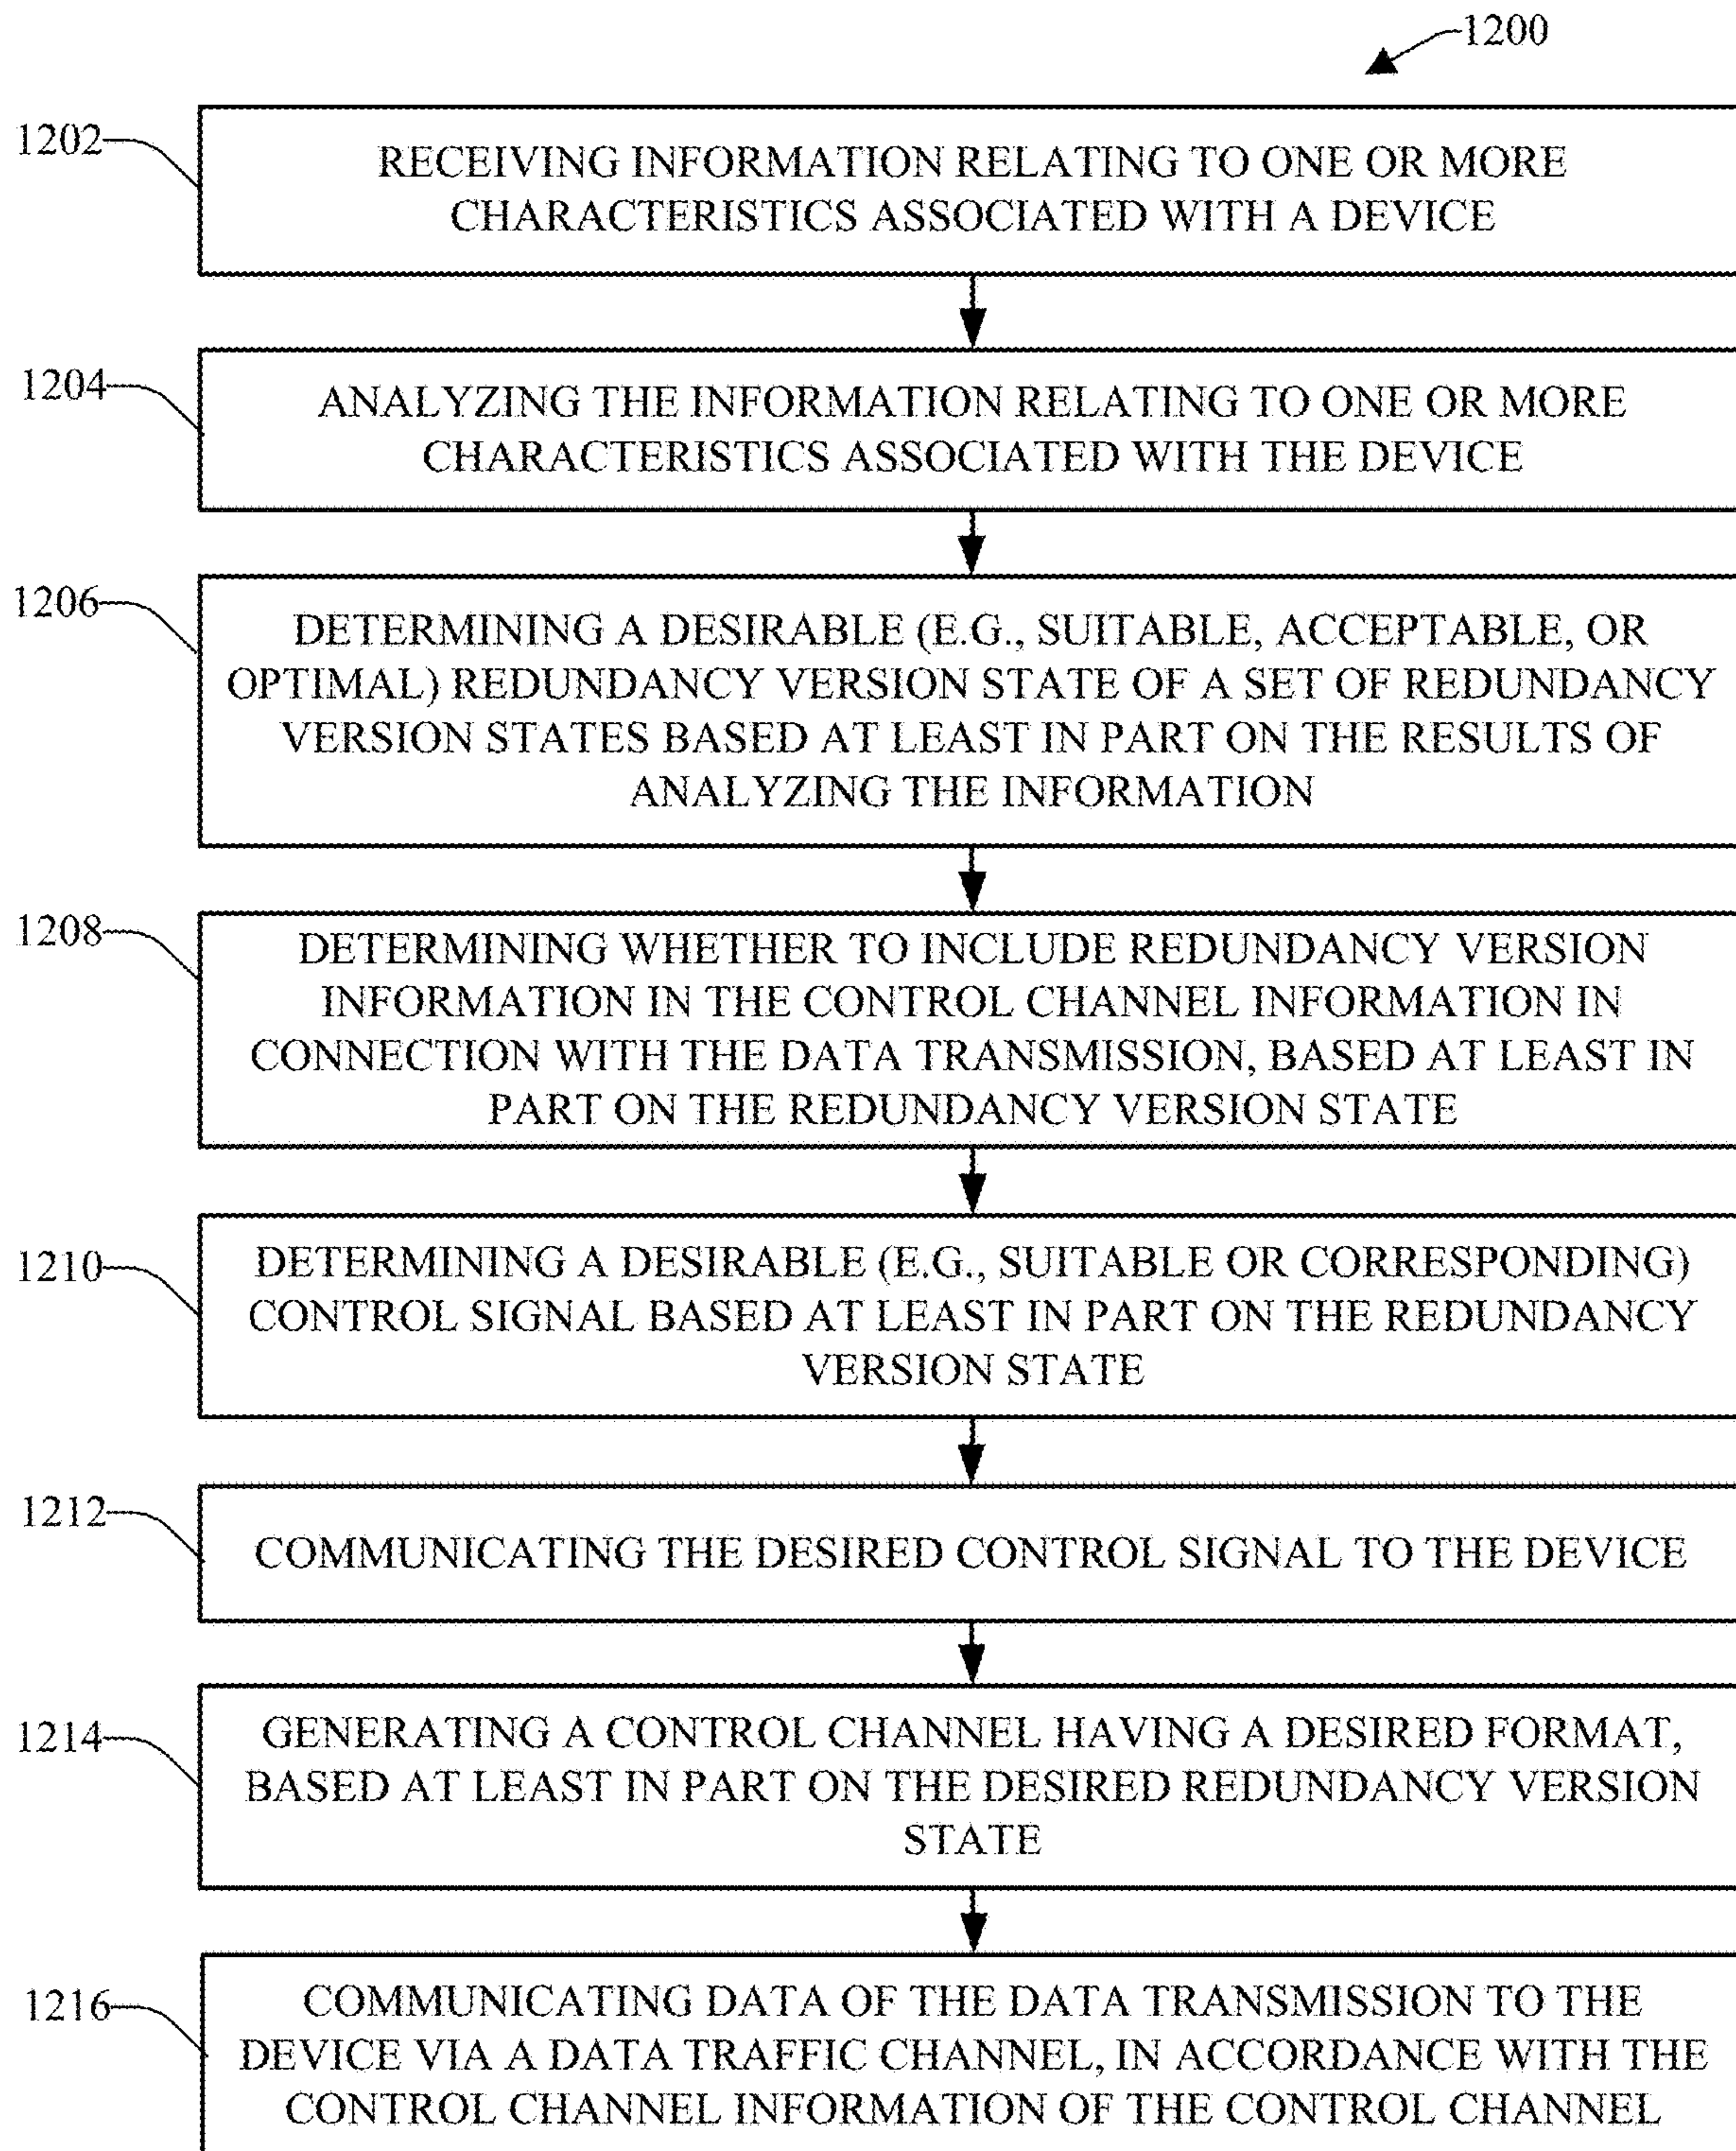 1200
1202
RECEIVING INFORMATION RELATING TO ONE OR MORE
CHARACTERISTICS ASSOCIATED WITH A DEVICE
1204
ANALYZING THE INFORMATION RELATING TO ONE OR MORE
CHARACTERISTICS ASSOCIATED WITH THE DEVICE
1206
DETERMINING A DESIRABLE (E.G., SUITABLE, ACCEPTABLE, OR
OPTIMAL) REDUNDANCY VERSION STATE OF A SET OF REDUNDANCY
VERSION STATES BASED AT LEAST IN PART ON THE RESULTS OF
ANALYZING THE INFORMATION
1208
DETERMINING WHETHER TO INCLUDE REDUNDANCY VERSION
INFORMATION IN THE CONTROL CHANNEL INFORMATION IN
CONNECTION WITH THE DATA TRANSMISSION, BASED AT LEAST IN
PART ON THE REDUNDANCY VERSION STATE
1210
DETERMINING A DESIRABLE (E.G., SUITABLE OR CORRESPONDING)
CONTROL SIGNAL BASED AT LEAST IN PART ON THE REDUNDANCY
VERSION STATE
1212
COMMUNICATING THE DESIRED CONTROL SIGNAL TO THE DEVICE
1214
GENERATING A CONTROL CHANNEL HAVING A DESIRED FORMAT,
BASED AT LEAST IN PART ON THE DESIRED REDUNDANCY VERSION
STATE
1216
COMMUNICATING DATA OF THE DATA TRANSMISSION TO THE
DEVICE VIA A DATA TRAFFIC CHANNEL, IN ACCORDANCE WITH THE
CONTROL CHANNEL INFORMATION OF THE CONTROL CHANNEL